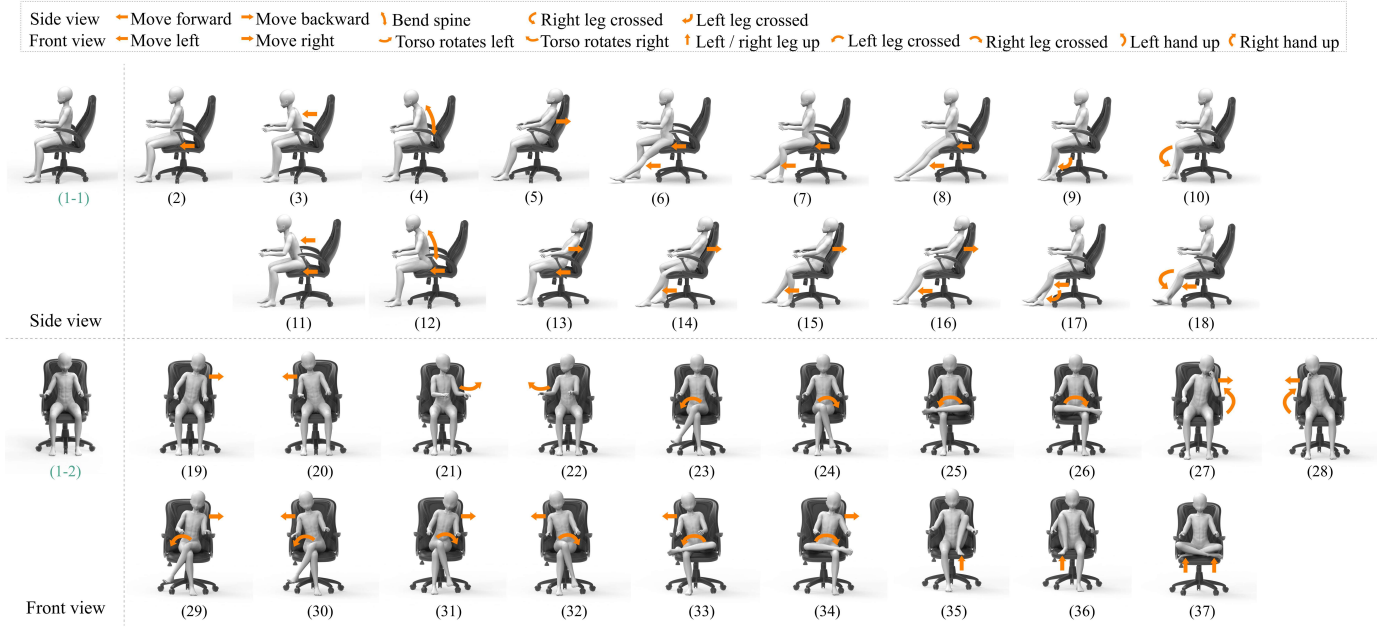 Side view Move forward Move backward Bend spine Right leg crossed Left leg crossed
Front view Move left Move right Torso rotates left Torso rotates right Left / right leg up Left leg crossed Right leg crossed Left hand up Right hand up
(1-1) (2) (3) (4) (5) (6) (7) (8) (9) (10)
Side view (11) (12) (13) (14) (15) (16) (17) (18)
(1-2) (19) (20) (21) (22) (23) (24) (25) (26) (27) (28)
Front view (29) (30) (31) (32) (33) (34) (35) (36) (37)